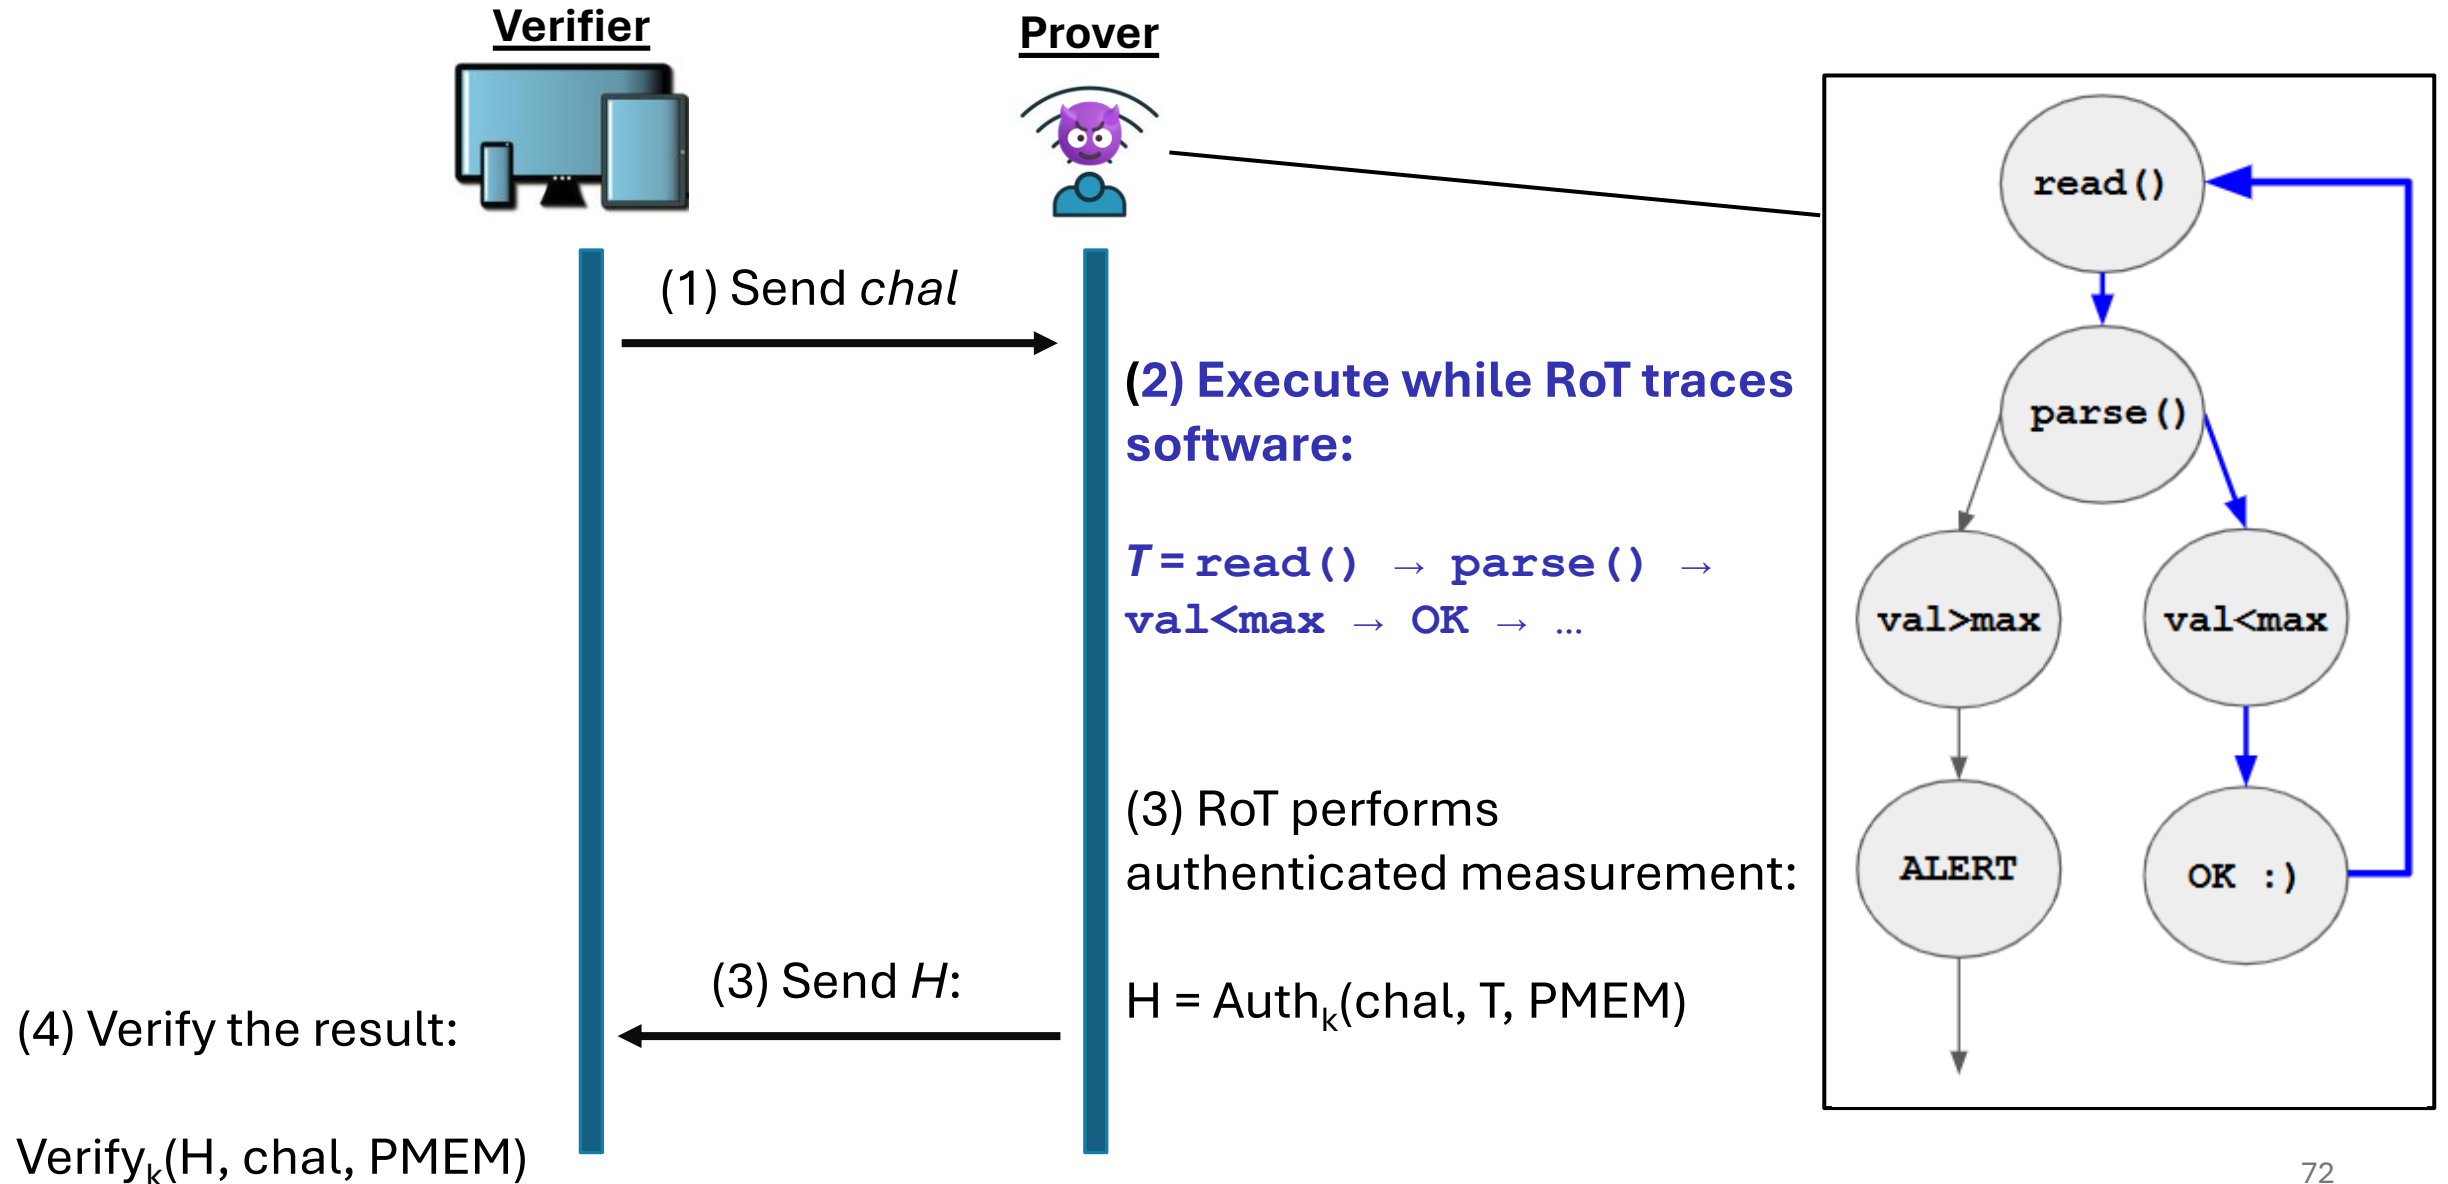 Verifier
Prover
(1) Send chal
(2) Execute while RoT traces
software:
T = read() → parse() →
val<max → OK → …
(3) RoT performs
authenticated measurement:
H = Authk(chal, T, PMEM)
(3) Send H:
(4) Verify the result:
Verifyk(H, chal, PMEM)
read()
parse()
val>max
val<max
ALERT
OK :)
72